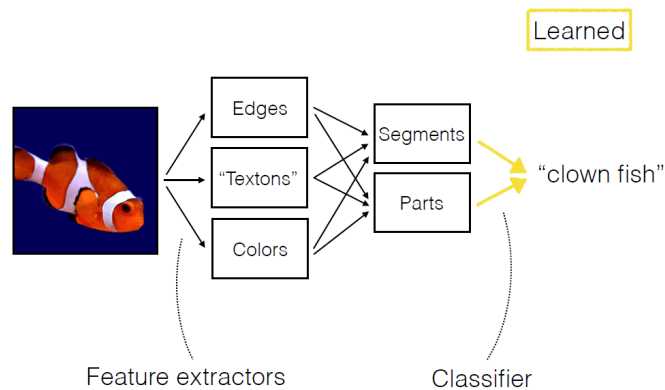 Learned
Edges
Segments
"Textons"
"clown fish"
Parts
Colors
Feature extractors
Classifier